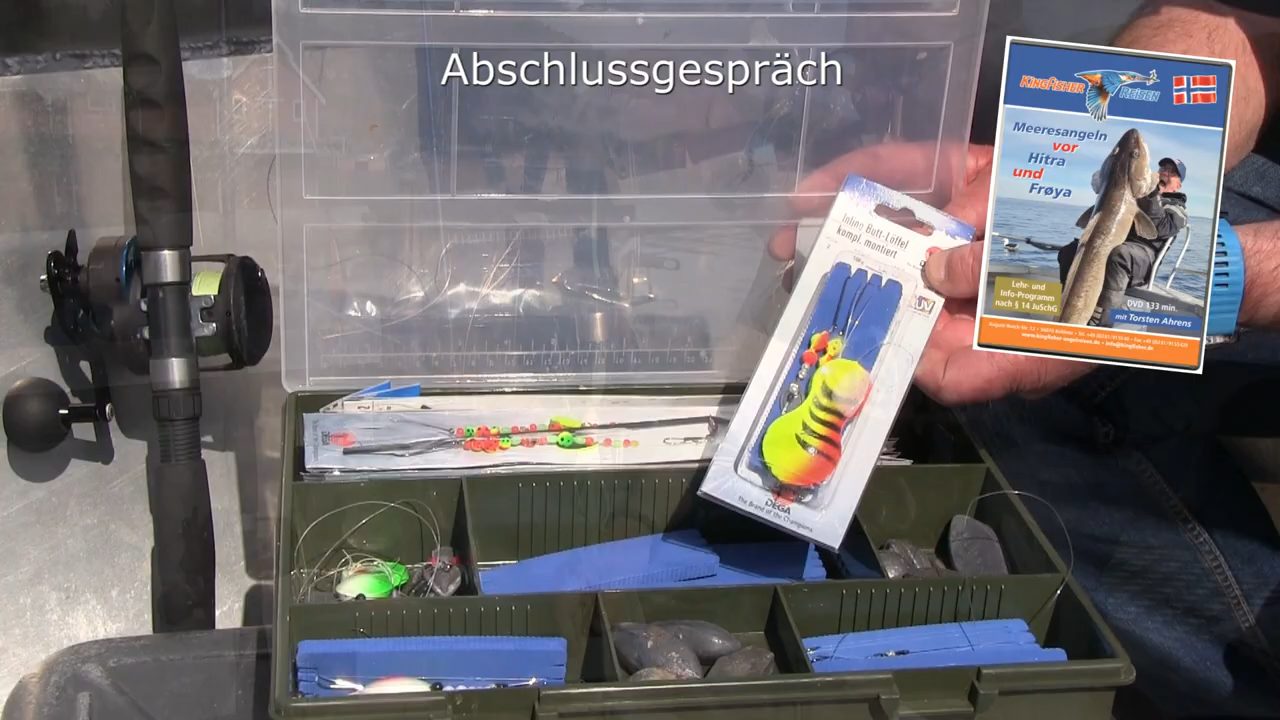 Abschlussgespräch
KINGFISHER REISEN
Meeresangeln
vor
Hitra
und
Frøya
Lehr- und
Info-Programm
nach § 14 JuSchG
DVD 133 min.
mit Torsten Ahrens
Inline Butt-Löffel
kompl. montiert
DEGA
The Brand of the Champions